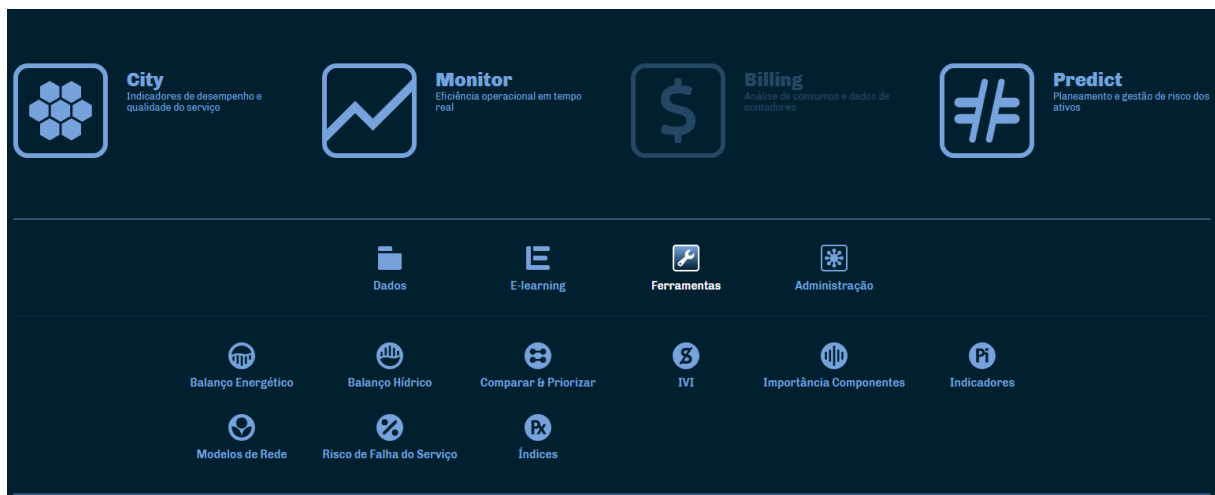 City
Indicadores de desempenho e
qualidade do serviço
Monitor
Eficiência operacional em tempo
real
$
Billing
Análise de consumos e dados de
contadores
Predict
Planeamento e gestão de risco dos
ativos
Dados
E-learning
Ferramentas
Administração
Balanço Energético
Balanço Hídrico
Comparar & Priorizar
IVI
Importância Componentes
Pi
Indicadores
Modelos de Rede
Risco de Falha do Serviço
Px
Índices